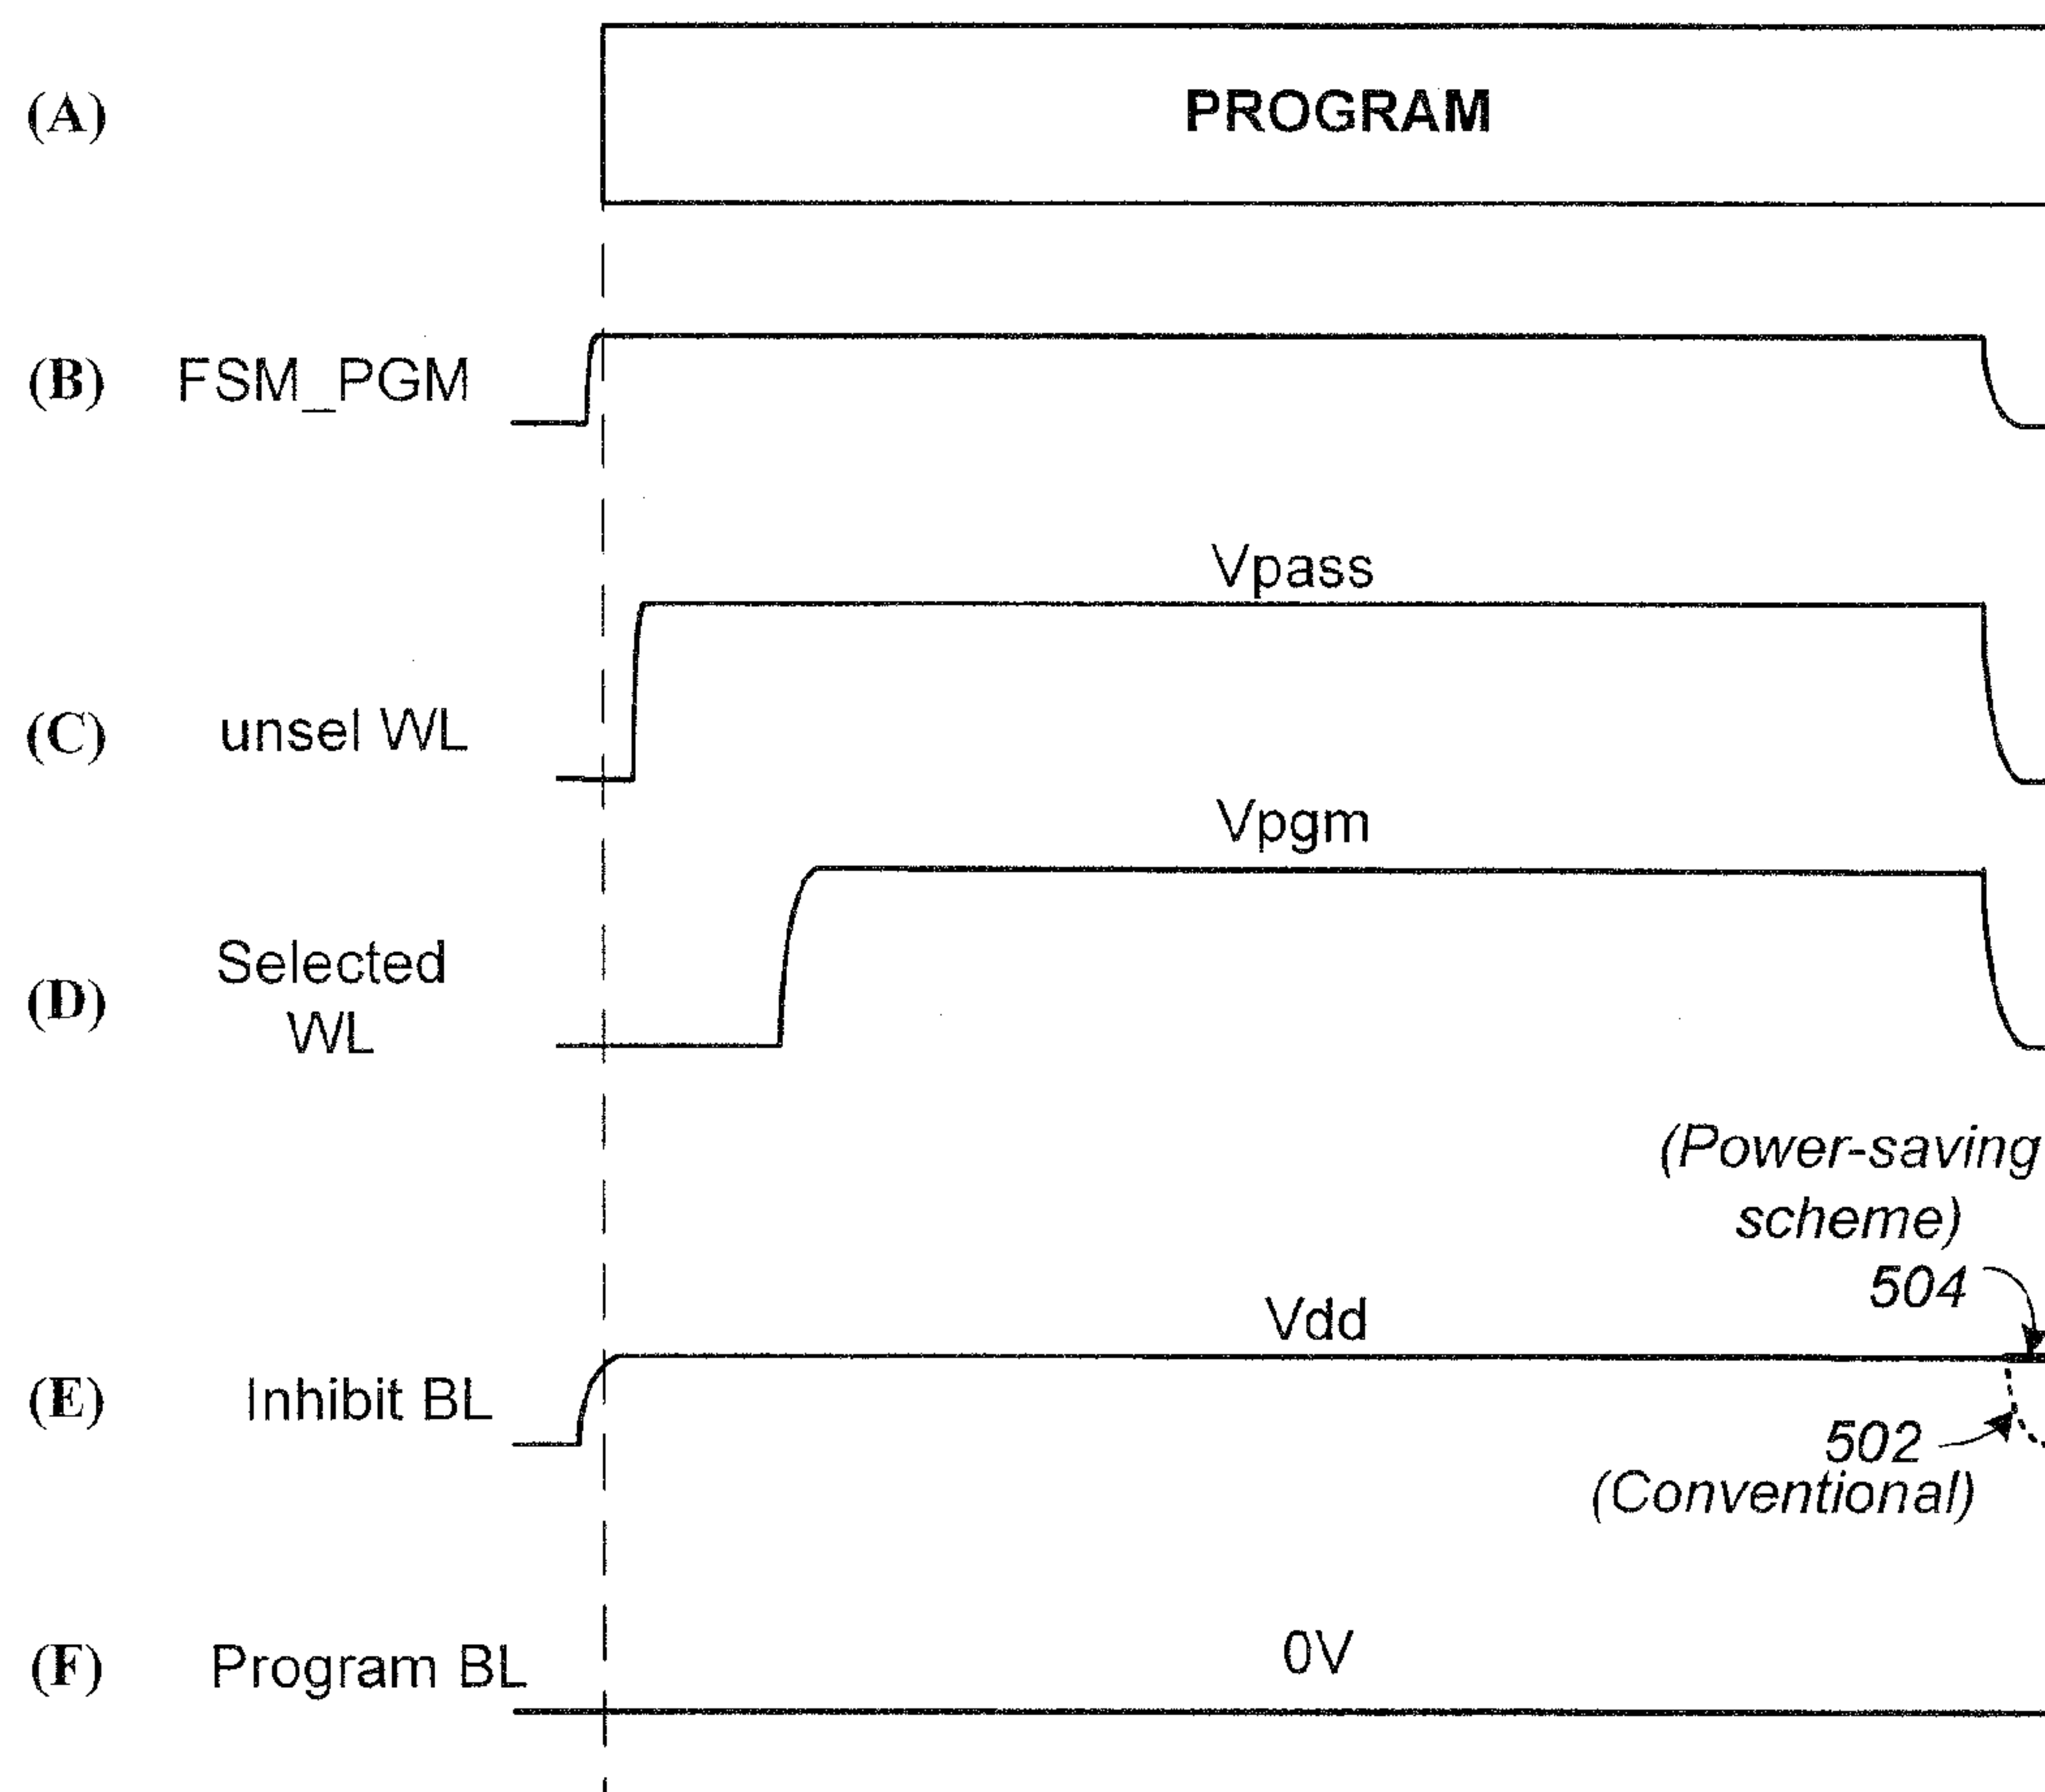 (A)
PROGRAM
(B) FSM_PGM
Vpass
(C) unsel WL
Vpgm
(D) Selected
WL
(Power-saving
scheme)
504
Vdd
(E) Inhibit BL
502
(Conventional)
0V
(F) Program BL